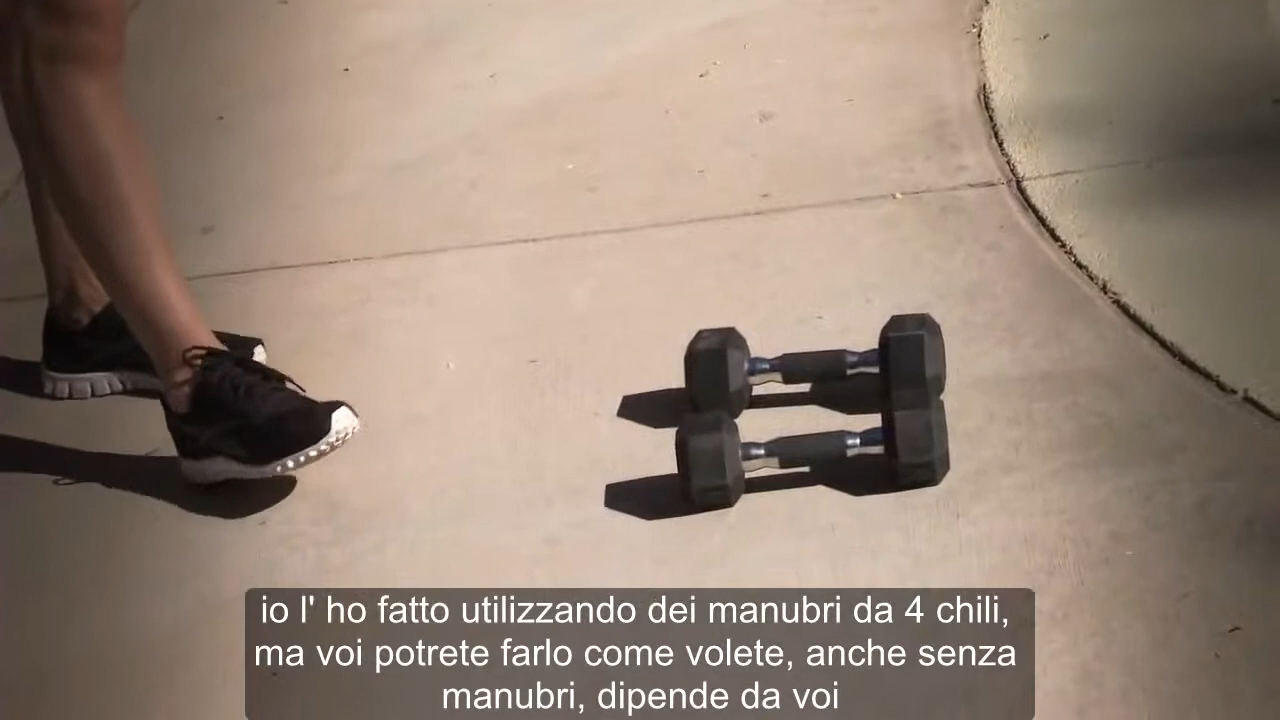 io l' ho fatto utilizzando dei manubri da 4 chili,
ma voi potrete farlo come volete, anche senza
manubri, dipende da voi